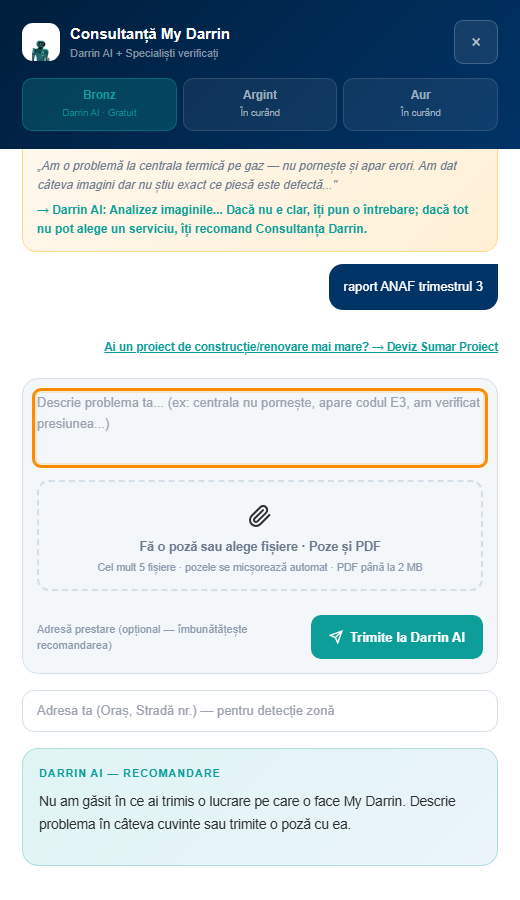 Consultanță My Darrin
Darrin AI + Specialiști verificați
×
Bronz
Darrin AI · Gratuit
Argint
În curând
Aur
În curând
„Am o problemă la centrala termică pe gaz — nu pornește și apar erori. Am dat
câteva imagini dar nu știu exact ce piesă este defectă..."
→ Darrin AI: Analizez imaginile... Dacă nu e clar, îți pun o întrebare; dacă tot
nu pot alege un serviciu, îți recomand Consultanța Darrin.
raport ANAF trimestrul 3
Ai un proiect de construcție/renovare mai mare? → Deviz Sumar Proiect
Descrie problema ta... (ex: centrala nu pornește, apare codul E3, am verificat
presiunea...)
Fă o poză sau alege fișiere · Poze și PDF
Cel mult 5 fișiere · pozele se micșorează automat · PDF până la 2 MB
Adresă prestare (opțional — îmbunătățește
recomandarea)
Trimite la Darrin AI
Adresa ta (Oraș, Stradă nr.) — pentru detecție zonă
DARRIN AI — RECOMANDARE
Nu am găsit în ce ai trimis o lucrare pe care o face My Darrin. Descrie
problema în câteva cuvinte sau trimite o poză cu ea.